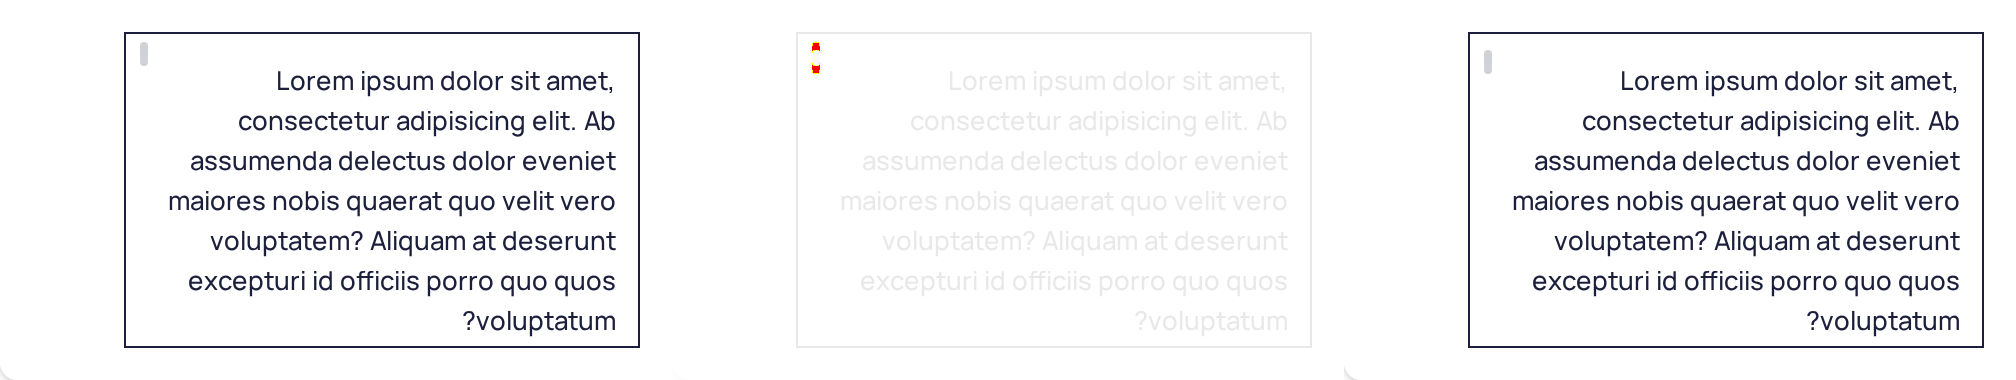 Lorem ipsum dolor sit amet,
consectetur adipisicing elit. Ab
assumenda delectus dolor eveniet
maiores nobis quaerat quo velit vero
voluptatem? Aliquam at deserunt
excepturi id officiis porro quo quos
?voluptatum
Lorem ipsum dolor sit amet,
consectetur adipisicing elit. Ab
assumenda delectus dolor eveniet
maiores nobis quaerat quo velit vero
voluptatem? Aliquam at deserunt
excepturi id officiis porro quo quos
?voluptatum
Lorem ipsum dolor sit amet,
consectetur adipisicing elit. Ab
assumenda delectus dolor eveniet
maiores nobis quaerat quo velit vero
voluptatem? Aliquam at deserunt
excepturi id officiis porro quo quos
?voluptatum